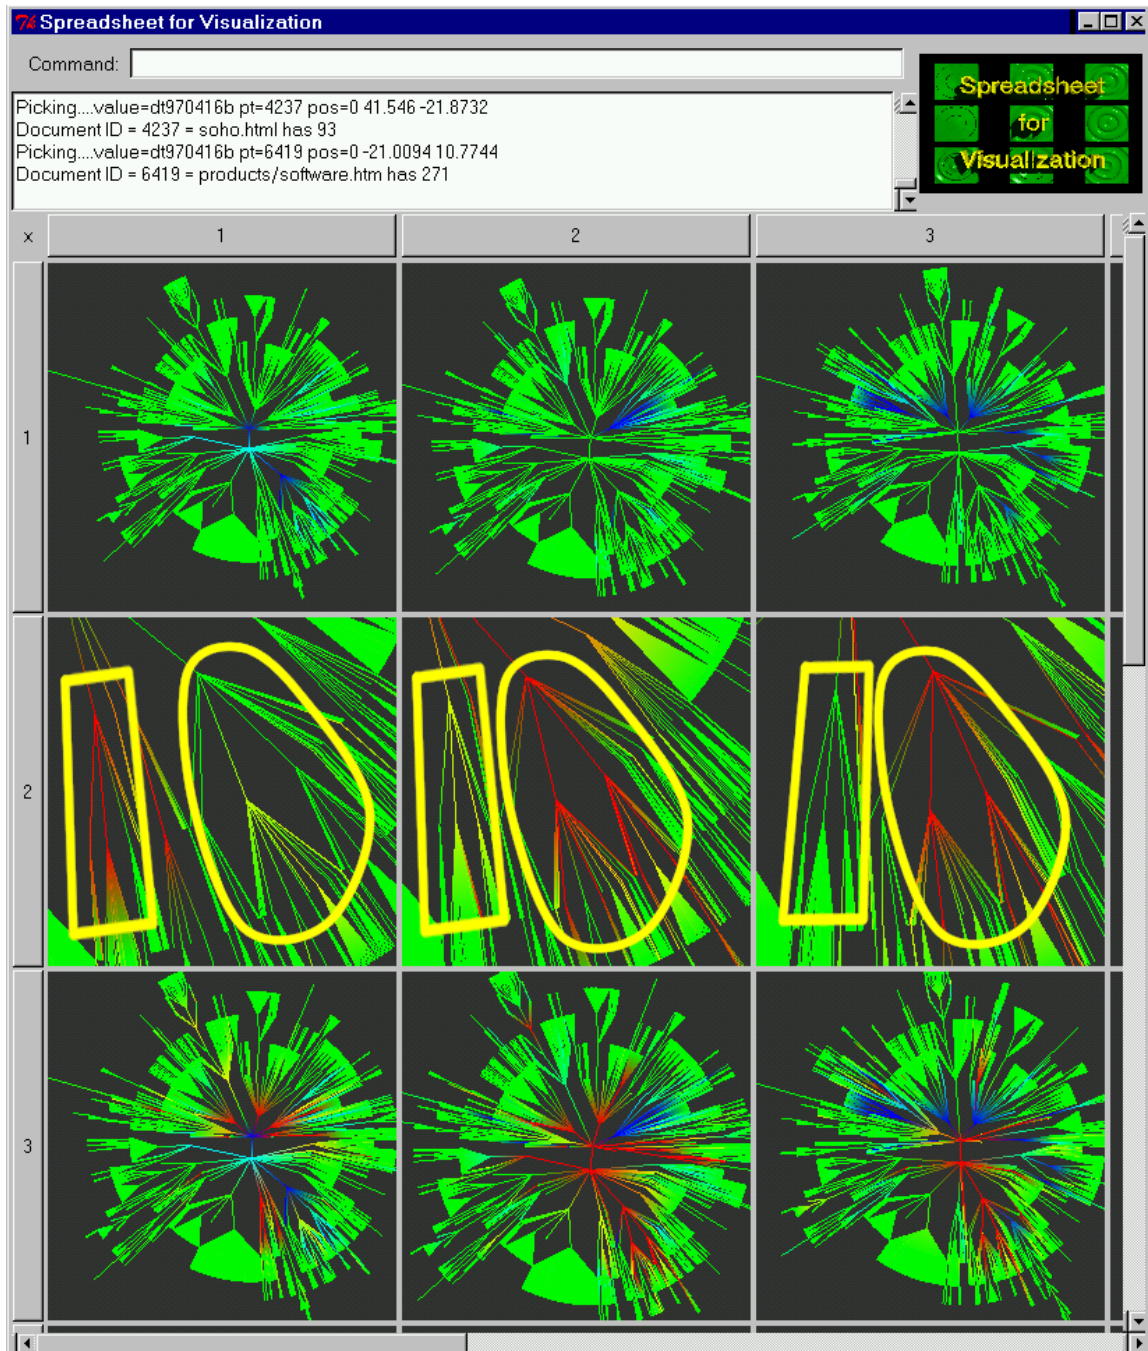 7k Spreadsheet for Visualization
Command:
Picking....value=dt970416b pt=4237 pos=0 41.546 -21.8732
Document ID = 4237 = soho.html has 93
Picking....value=dt970416b pt=6419 pos=0 -21.0094 10.7744
Document ID = 6419 = products/software.htm has 271
Spreadsheet
for
Visualization
x 1 2 3
1
2
3